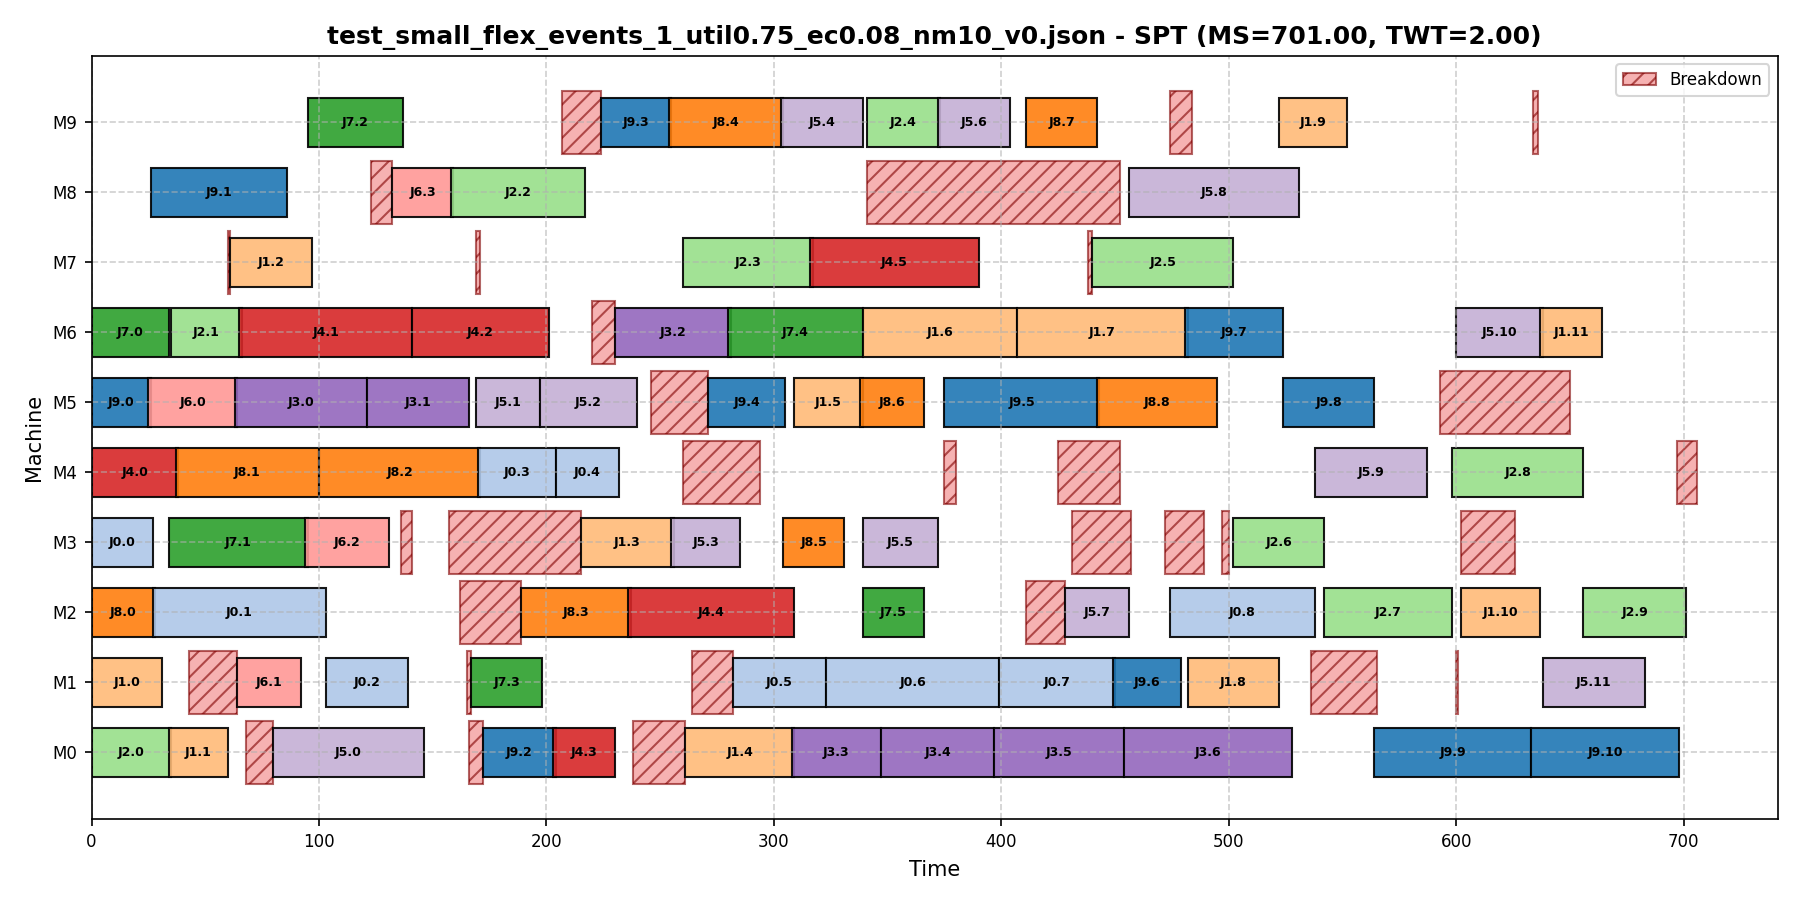 test_small_flex_events_1_util0.75_ec0.08_nm10_v0.json - SPT (MS=701.00, TWT=2.00)
Breakdown
M9 J7.2 J9.3 J8.4 J5.4 J2.4 J5.6 J8.7 J1.9
M8 J9.1 J6.3 J2.2 J5.8
M7 J1.2 J2.3 J4.5 J2.5
M6 J7.0 J2.1 J4.1 J4.2 J3.2 J7.4 J1.6 J1.7 J9.7 J5.10 J1.11
M5 J9.0 J6.0 J3.0 J3.1 J5.1 J5.2 J9.4 J1.5 J8.6 J9.5 J8.8 J9.8
M4 J4.0 J8.1 J8.2 J0.3 J0.4 J5.9 J2.8
M3 J0.0 J7.1 J6.2 J1.3 J5.3 J8.5 J5.5 J2.6
M2 J8.0 J0.1 J8.3 J4.4 J7.5 J5.7 J0.8 J2.7 J1.10 J2.9
M1 J1.0 J6.1 J0.2 J7.3 J0.5 J0.6 J0.7 J9.6 J1.8 J5.11
M0 J2.0 J1.1 J5.0 J9.2 J4.3 J1.4 J3.3 J3.4 J3.5 J3.6 J9.9 J9.10
Machine
0 100 200 300 400 500 600 700
Time